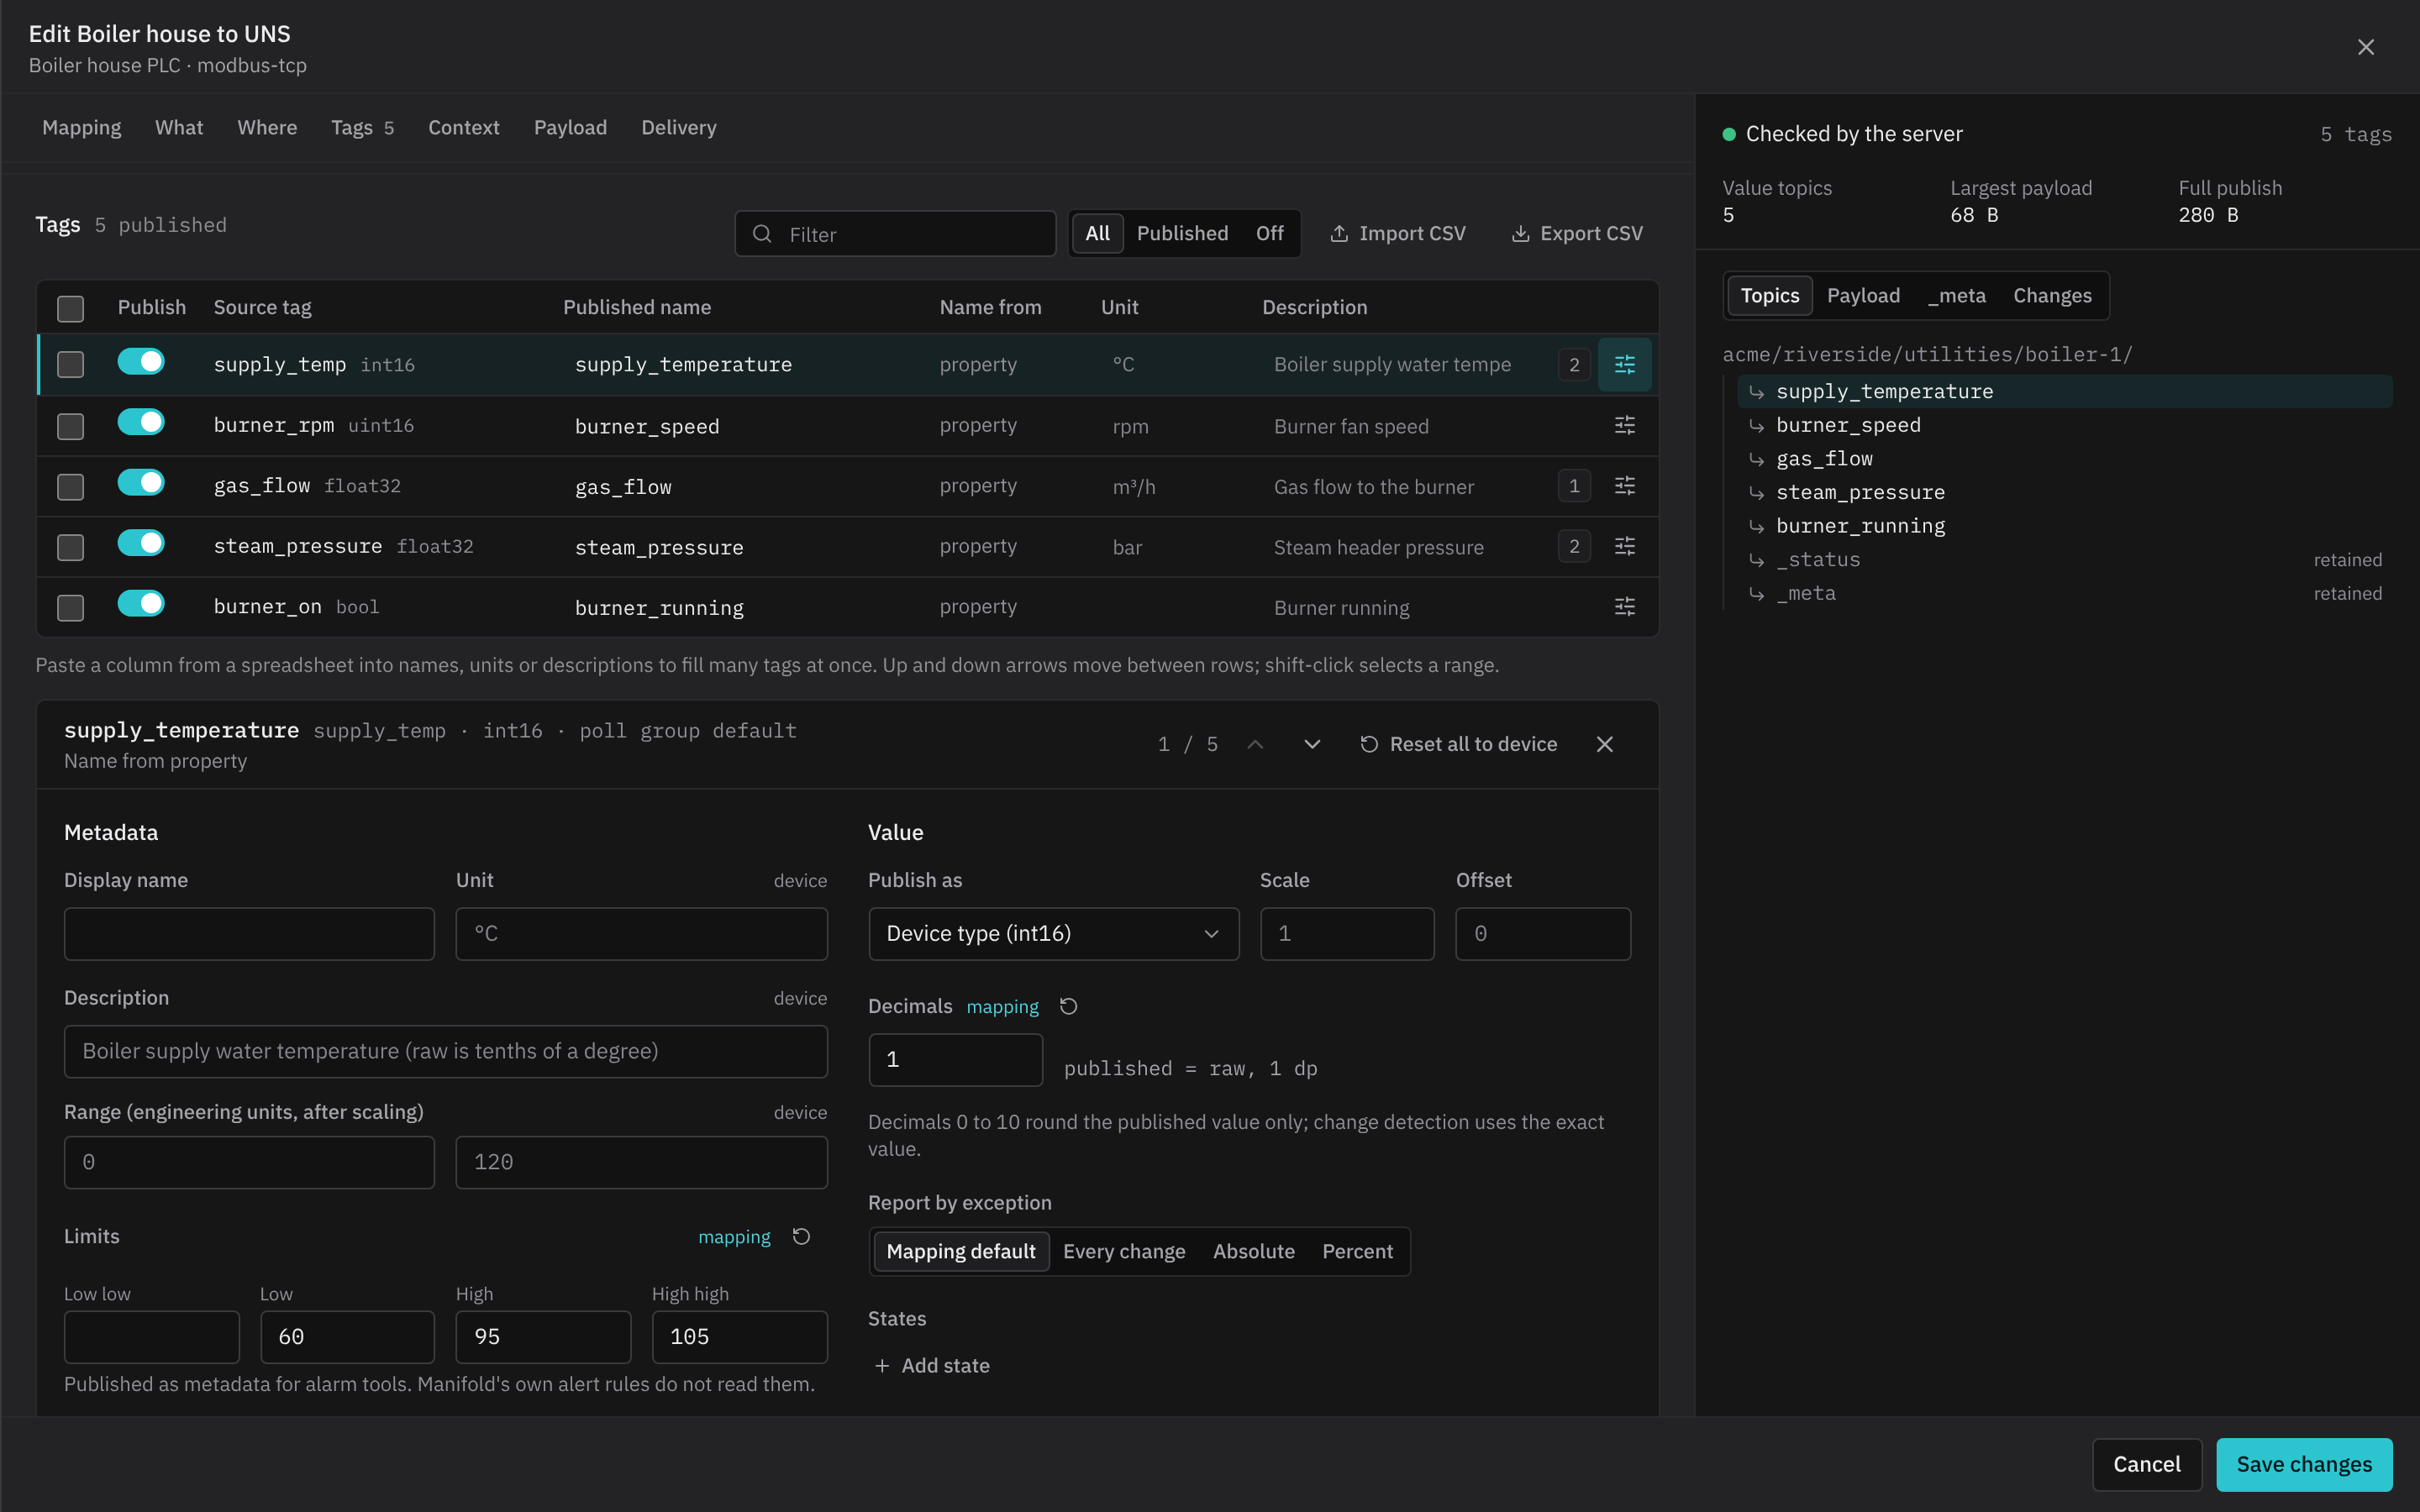 Edit Boiler house to UNS
Boiler house PLC · modbus-tcp
Mapping What Where Tags 5 Context Payload Delivery
Tags 5 published
Filter
All Published Off
Import CSV
Export CSV
Publish Source tag Published name Name from Unit Description
supply_temp int16 supply_temperature property °C Boiler supply water tempe 2
burner_rpm uint16 burner_speed property rpm Burner fan speed
gas_flow float32 gas_flow property m³/h Gas flow to the burner 1
steam_pressure float32 steam_pressure property bar Steam header pressure 2
burner_on bool burner_running property Burner running
Paste a column from a spreadsheet into names, units or descriptions to fill many tags at once. Up and down arrows move between rows; shift-click selects a range.
supply_temperature supply_temp · int16 · poll group default
Name from property
1 / 5
Reset all to device
Metadata
Display name
Unit device
°C
Description device
Boiler supply water temperature (raw is tenths of a degree)
Range (engineering units, after scaling) device
0 120
Limits mapping
Low low Low High High high
60 95 105
Published as metadata for alarm tools. Manifold's own alert rules do not read them.
Value
Publish as Scale Offset
Device type (int16) 1 0
Decimals mapping
1 published = raw, 1 dp
Decimals 0 to 10 round the published value only; change detection uses the exact
value.
Report by exception
Mapping default Every change Absolute Percent
States
+ Add state
Checked by the server 5 tags
Value topics Largest payload Full publish
5 68 B 280 B
Topics Payload _meta Changes
acme/riverside/utilities/boiler-1/
supply_temperature
burner_speed
gas_flow
steam_pressure
burner_running
_status retained
_meta retained
Cancel Save changes